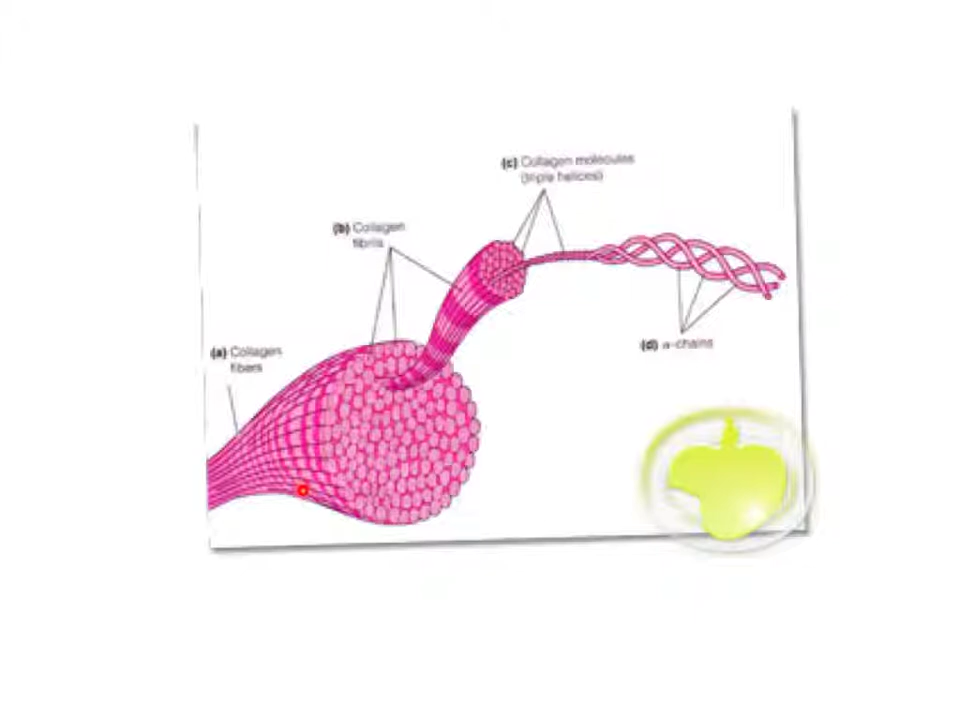 (c) Collagen molecules
(triple helices)
(b) Collagen
fibrils
(a) Collagen
fibers
(d) α-chains